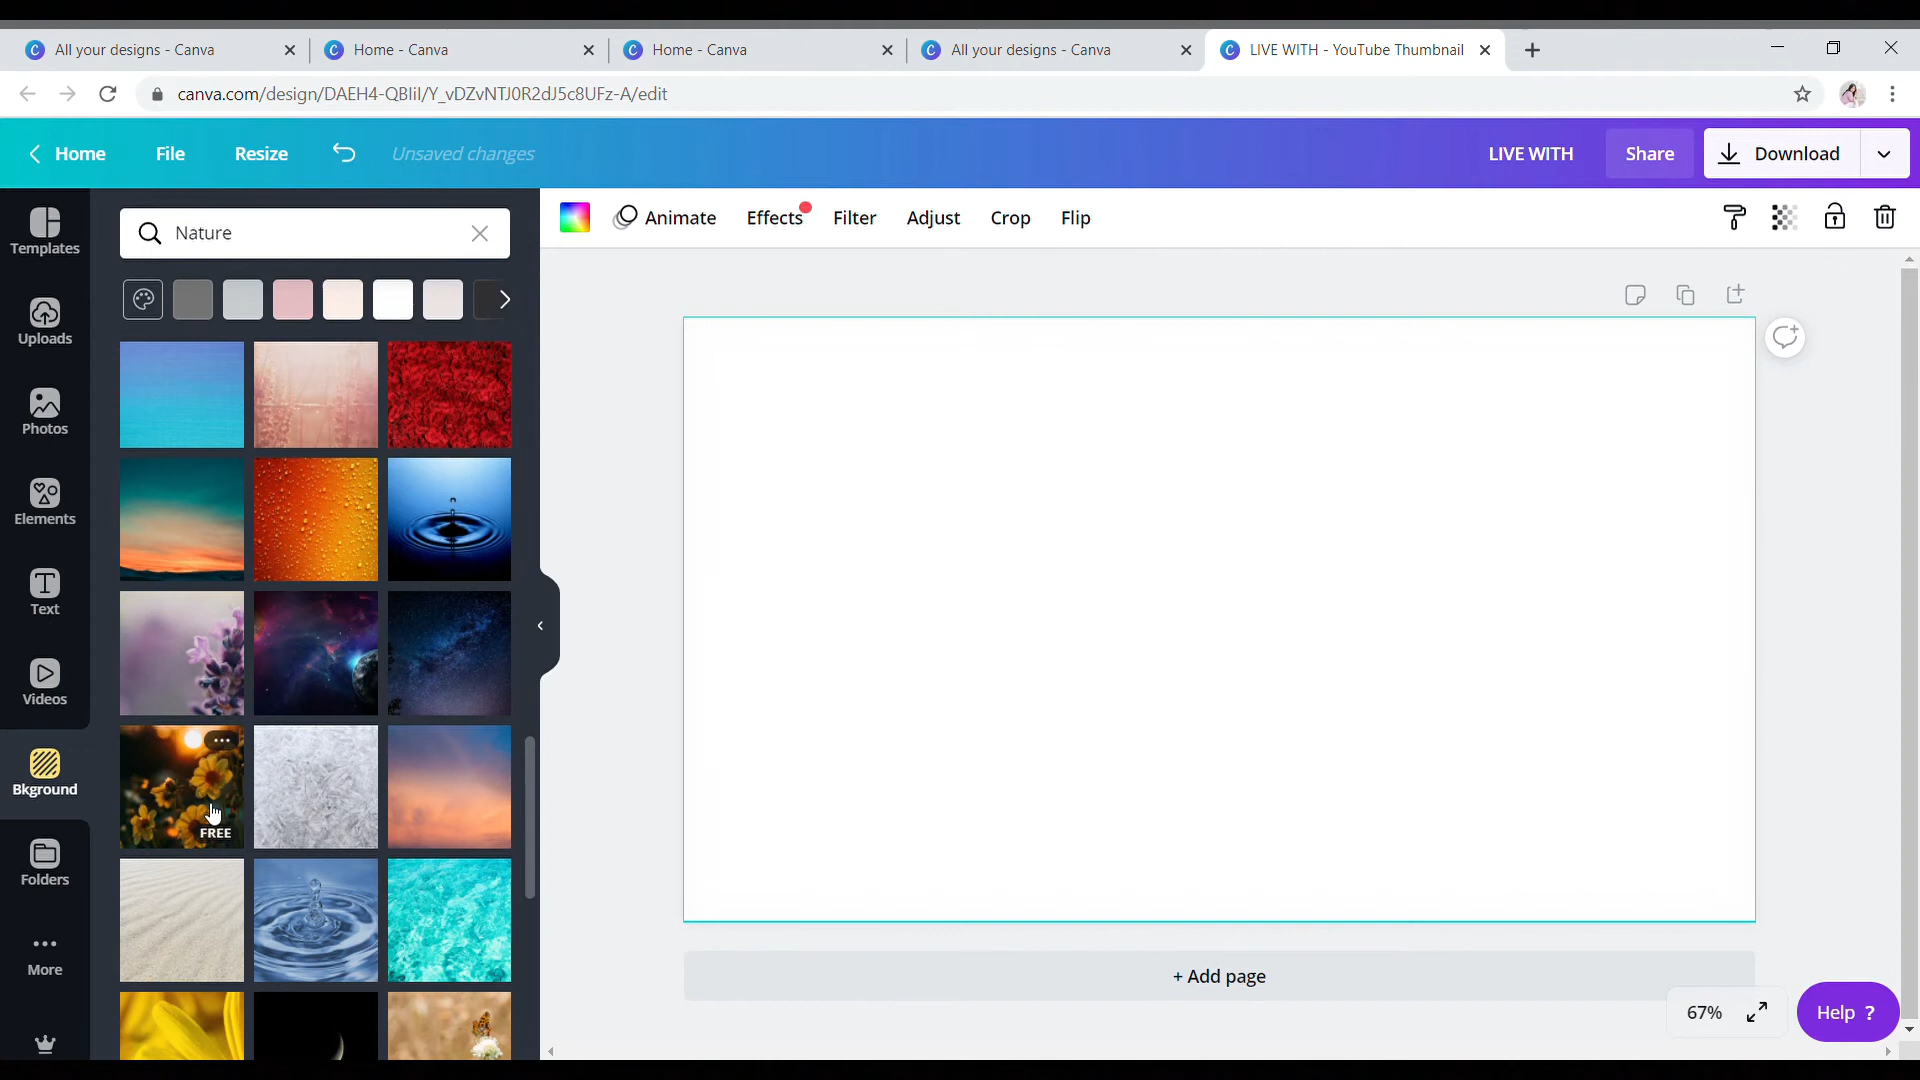 All your designs - Canva
Home - Canva
Home - Canva
All your designs - Canva
LIVE WITH - YouTube Thumbnail
canva.com/design/DAEH4-QBliI/Y_vDZvNTJ0R2dJ5c8UFz-A/edit
Home
File
Resize
Unsaved changes
LIVE WITH
Share
Download
Templates
Nature
Animate
Effects
Filter
Adjust
Crop
Flip
Uploads
Photos
Elements
Text
Videos
Bkground
FREE
Folders
More
+ Add page
67%
Help ?